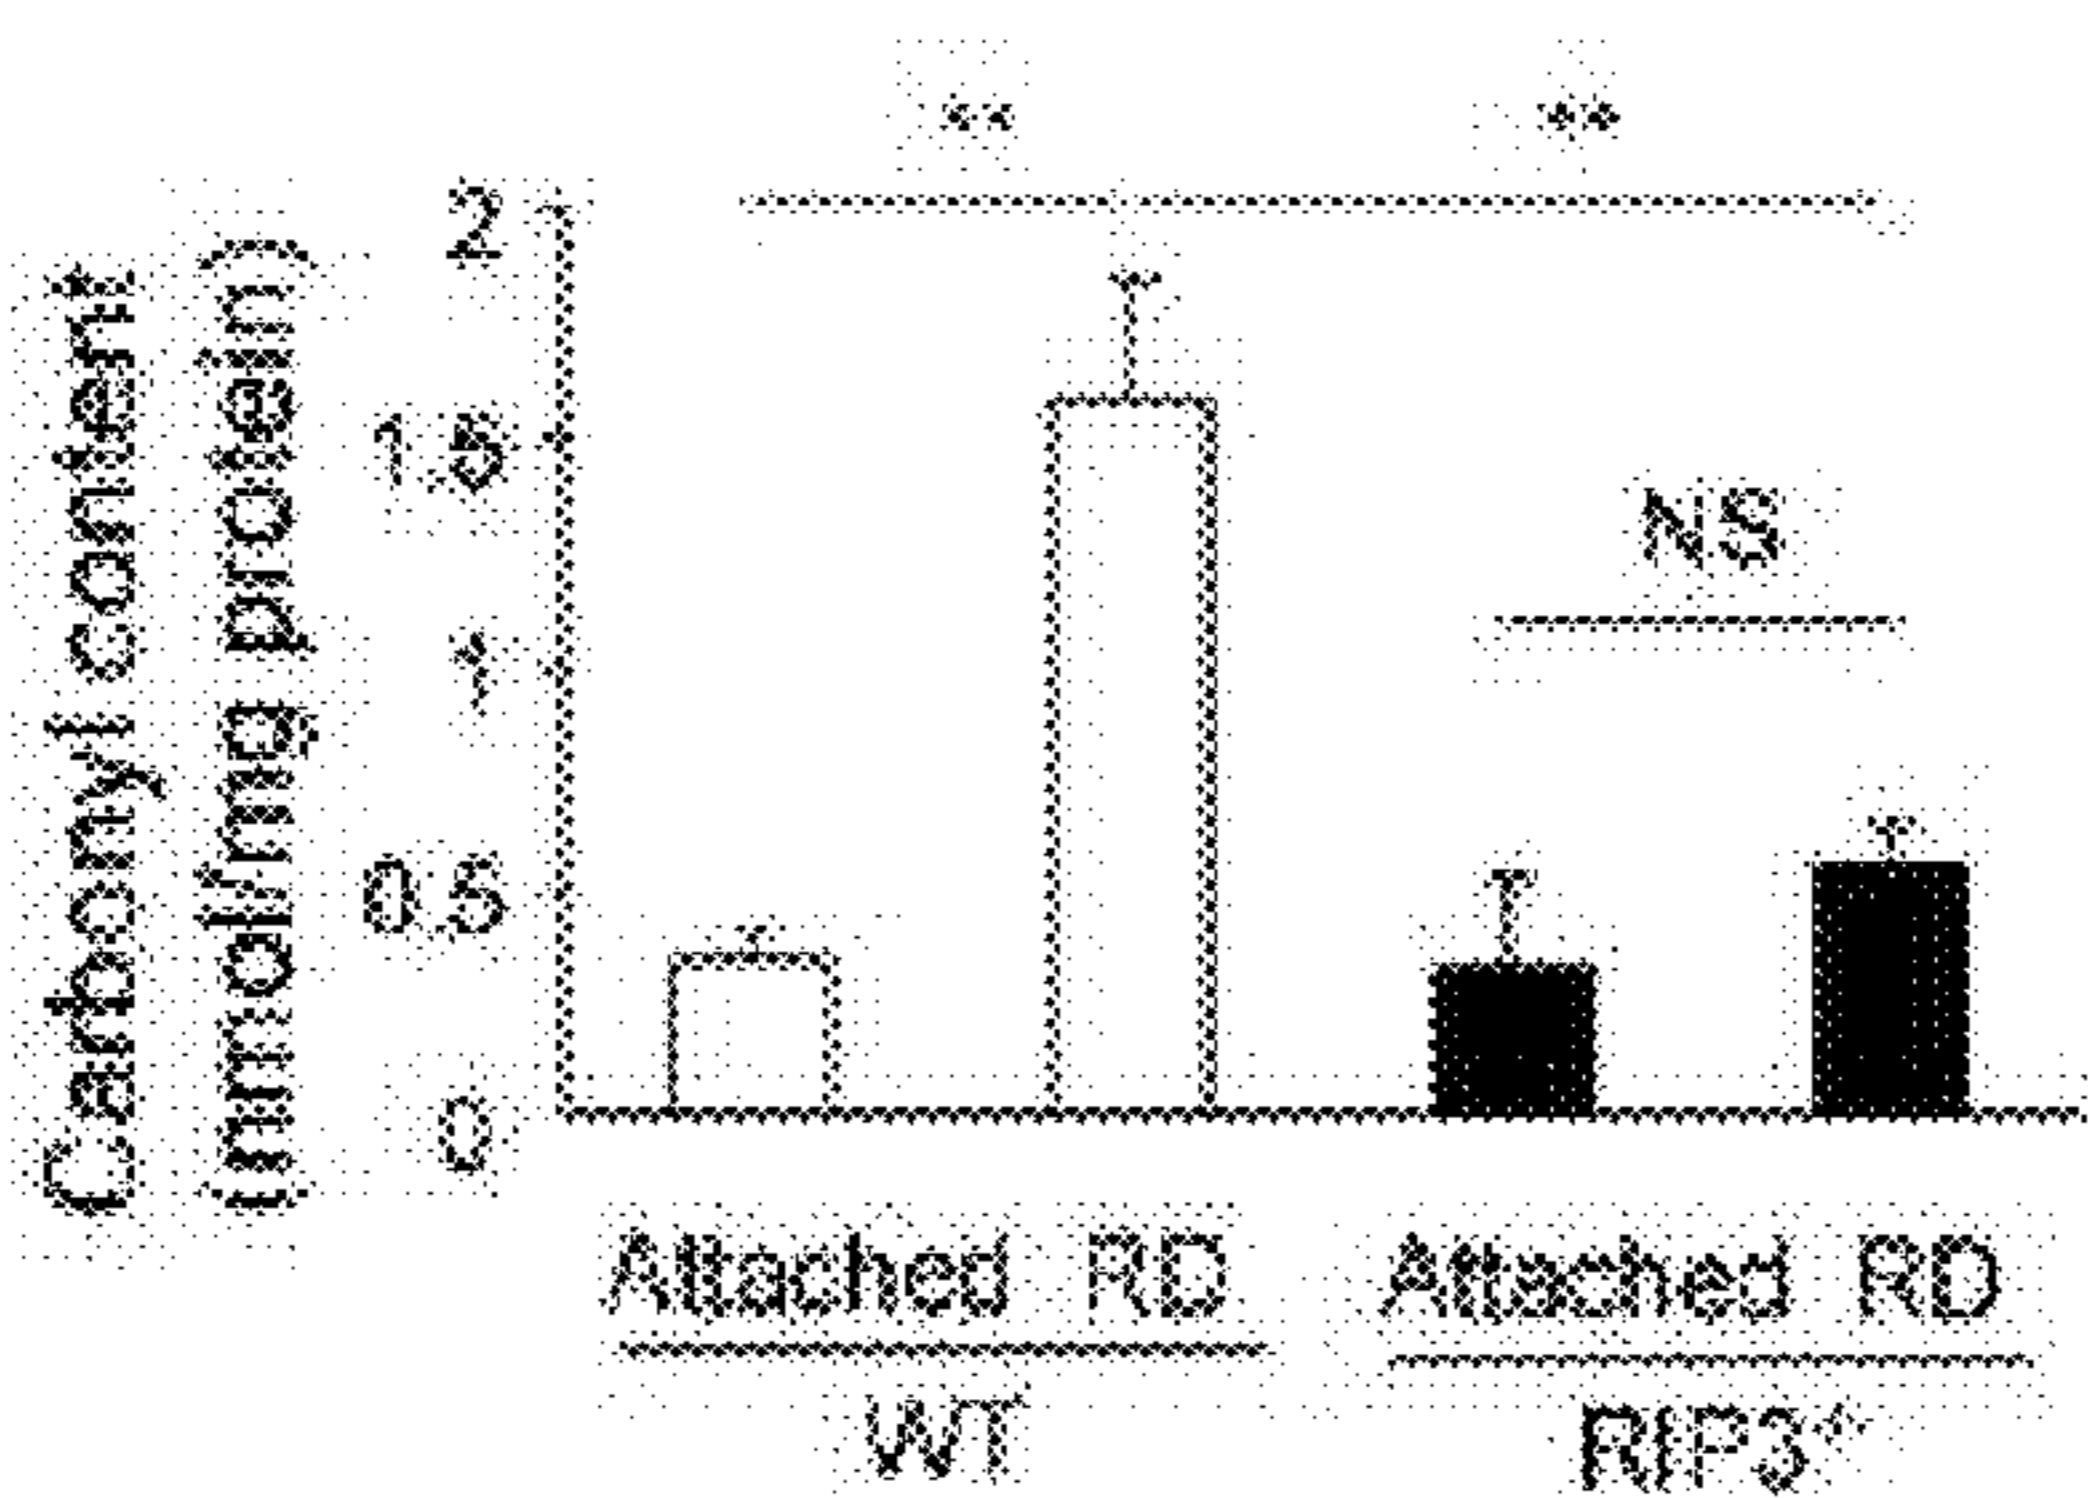 Carbonyl content
(nmol/mg protein)
** **
2
1.5
1
0.5
0
NS
Attached RD Attached RD
WT RIP3-/-